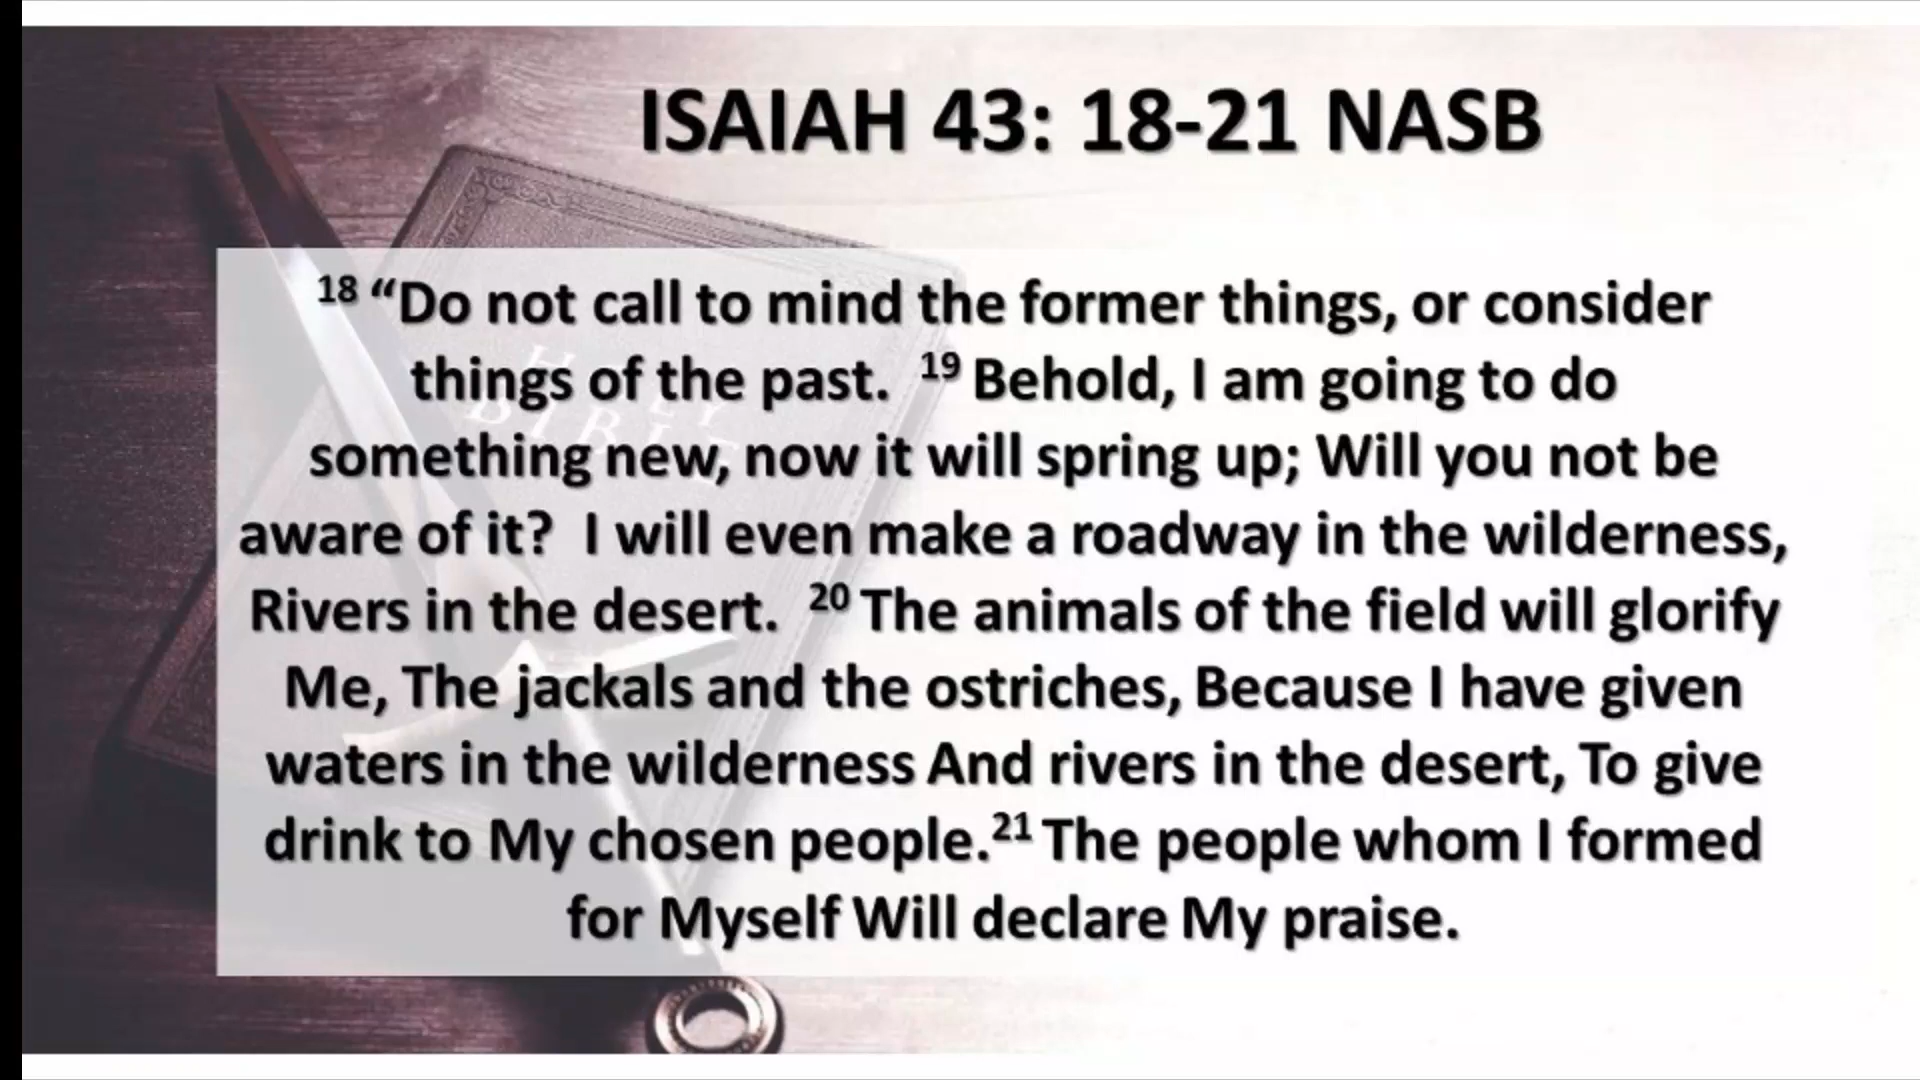 ISAIAH 43: 18-21 NASB
18 “Do not call to mind the former things, or consider
things of the past. 19 Behold, I am going to do
something new, now it will spring up; Will you not be
aware of it? I will even make a roadway in the wilderness,
Rivers in the desert. 20 The animals of the field will glorify
Me, The jackals and the ostriches, Because I have given
waters in the wilderness And rivers in the desert, To give
drink to My chosen people.21 The people whom I formed
for Myself Will declare My praise.
HOLY
BIBLE